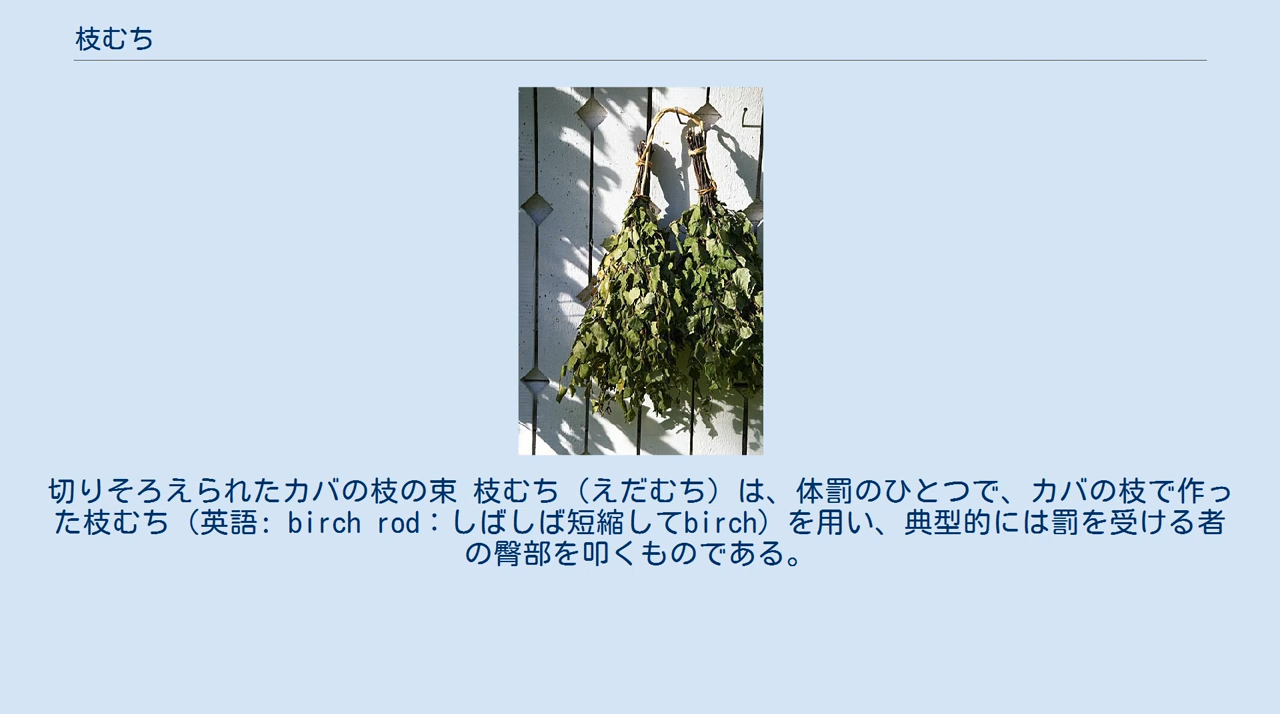 枝むち
切りそろえられたカバの枝の束 枝むち（えだむち）は、体罰のひとつで、カバの枝で作っ
た枝むち（英語: birch rod：しばしば短縮してbirch）を用い、典型的には罰を受ける者
の臀部を叩くものである。